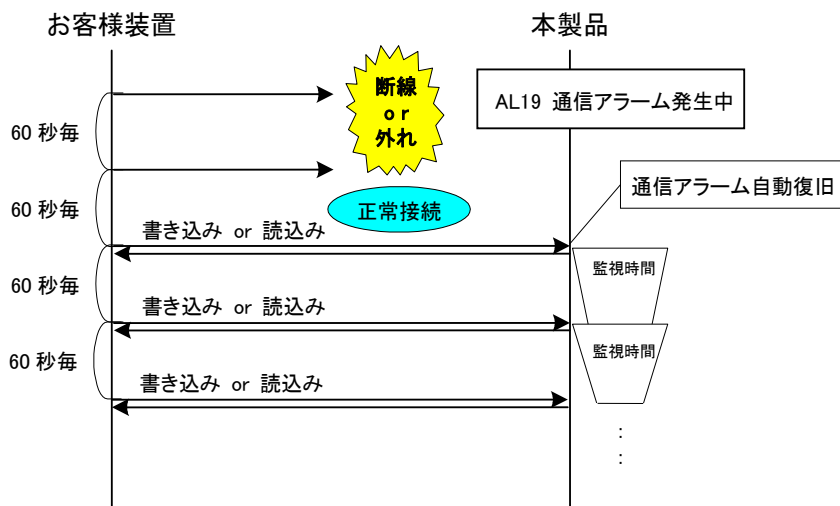 お客様装置
本製品
断線
or
外れ
AL19 通信アラーム発生中
60 秒毎
通信アラーム自動復旧
60 秒毎
正常接続
書き込み or 読込み
監視時間
60 秒毎
書き込み or 読込み
監視時間
60 秒毎
書き込み or 読込み
:
: